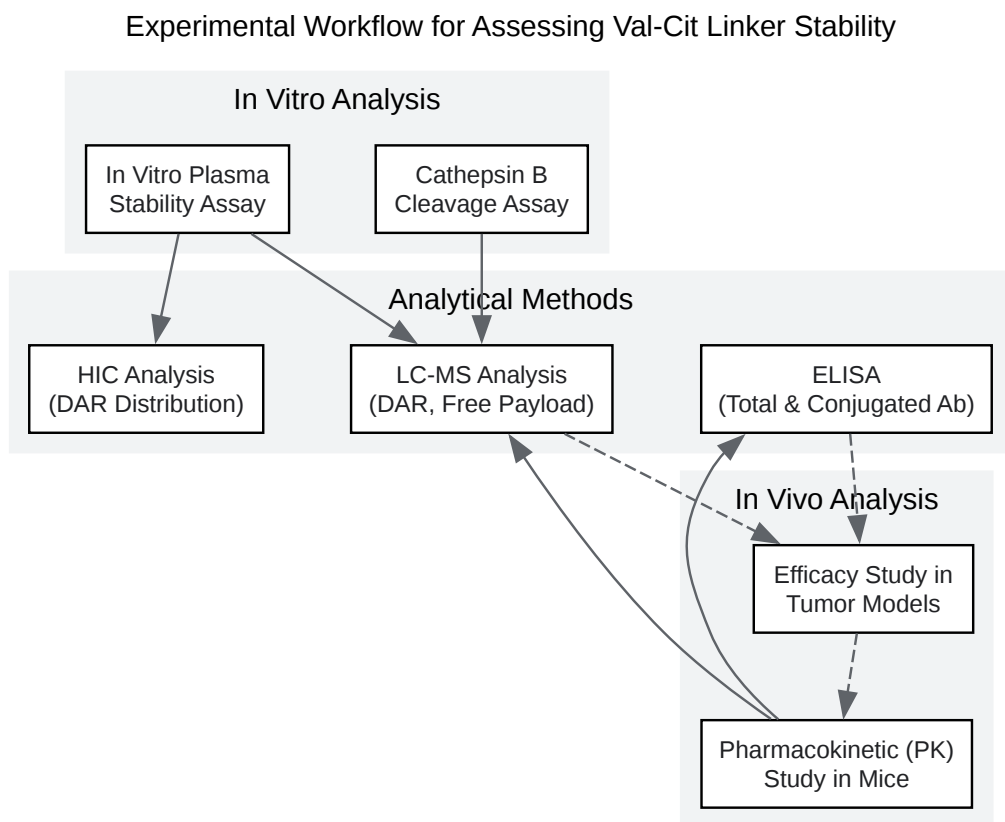 Experimental Workflow for Assessing Val-Cit Linker Stability
In Vitro Analysis
In Vitro Plasma
Stability Assay
Cathepsin B
Cleavage Assay
Analytical Methods
HIC Analysis
(DAR Distribution)
LC-MS Analysis
(DAR, Free Payload)
ELISA
(Total & Conjugated Ab)
In Vivo Analysis
Efficacy Study in
Tumor Models
Pharmacokinetic (PK)
Study in Mice